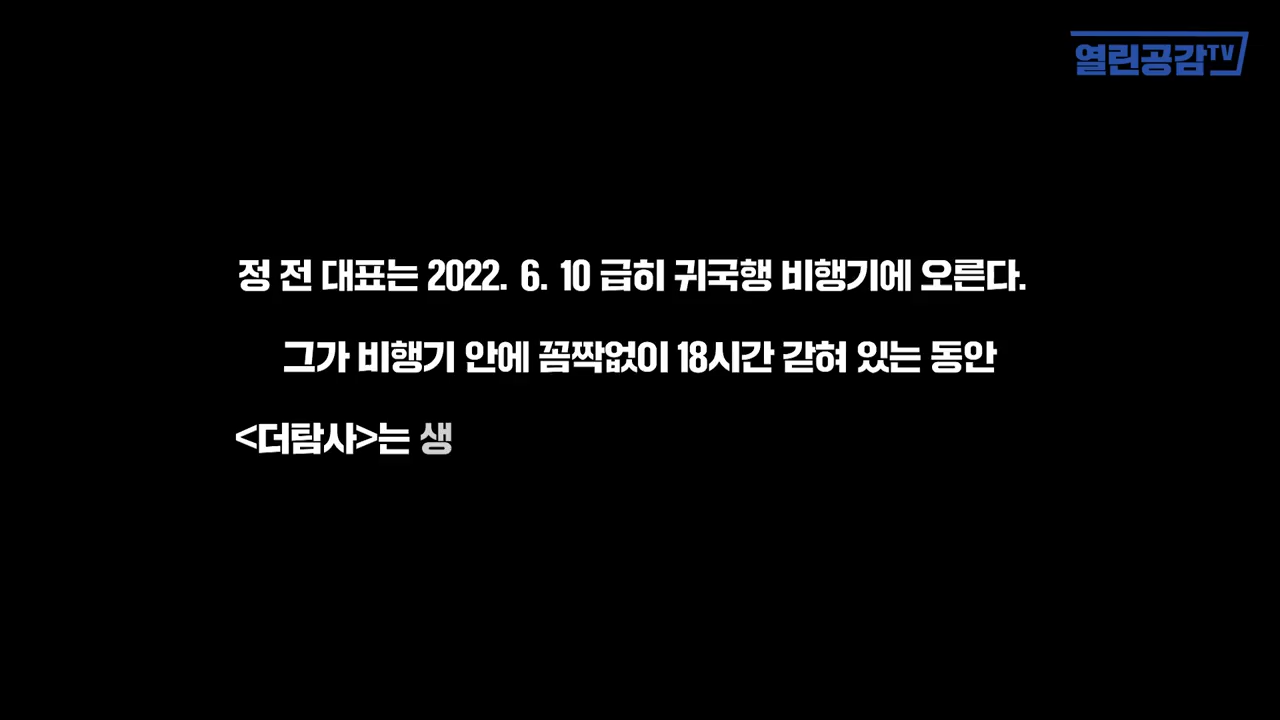 열린공감TV
정 전 대표는 2022. 6. 10 급히 귀국행 비행기에 오른다.
그가 비행기 안에 꼼짝없이 18시간 갇혀 있는 동안
<더탐사>는 생